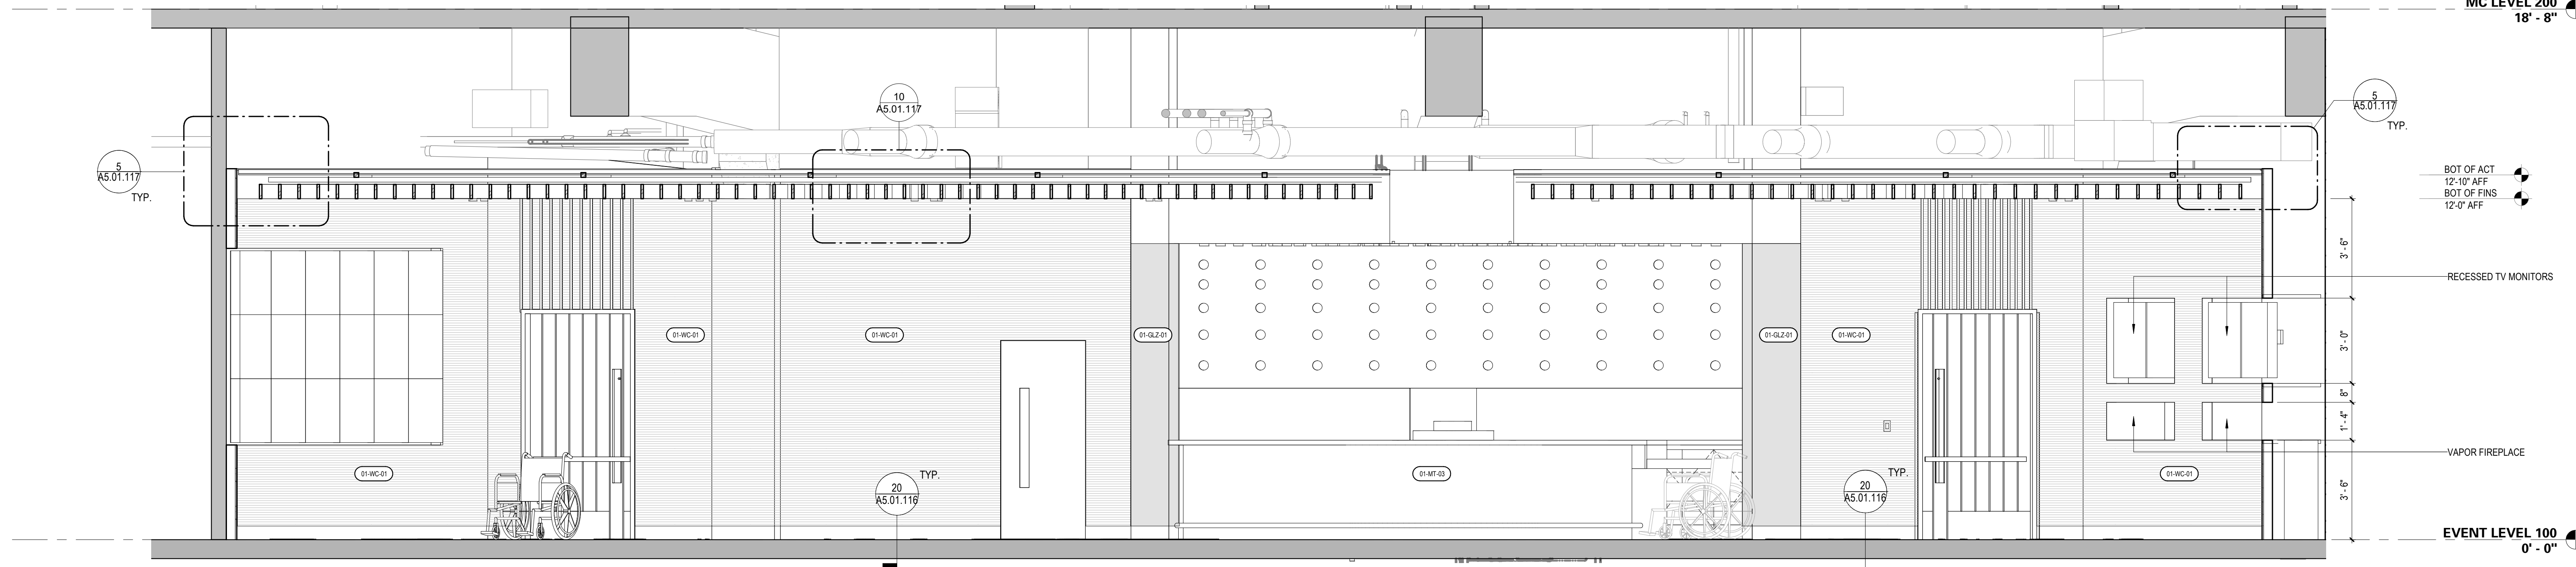 MC LEVEL 200
18' - 8"
10
A5.01.117
5
A5.01.117
TYP.
5
A5.01.117
TYP.
BOT OF ACT
12'-10" AFF
BOT OF FINS
12'-0" AFF
3' - 6"
RECESSED TV MONITORS
01-WC-01
01-WC-01
01-GLZ-01
01-GLZ-01
01-WC-01
3' - 0"
8"
1' - 4"
VAPOR FIREPLACE
01-WC-01
01-MT-03
01-WC-01
20
A5.01.116
TYP.
20
A5.01.116
TYP.
3' - 6"
EVENT LEVEL 100
0' - 0"